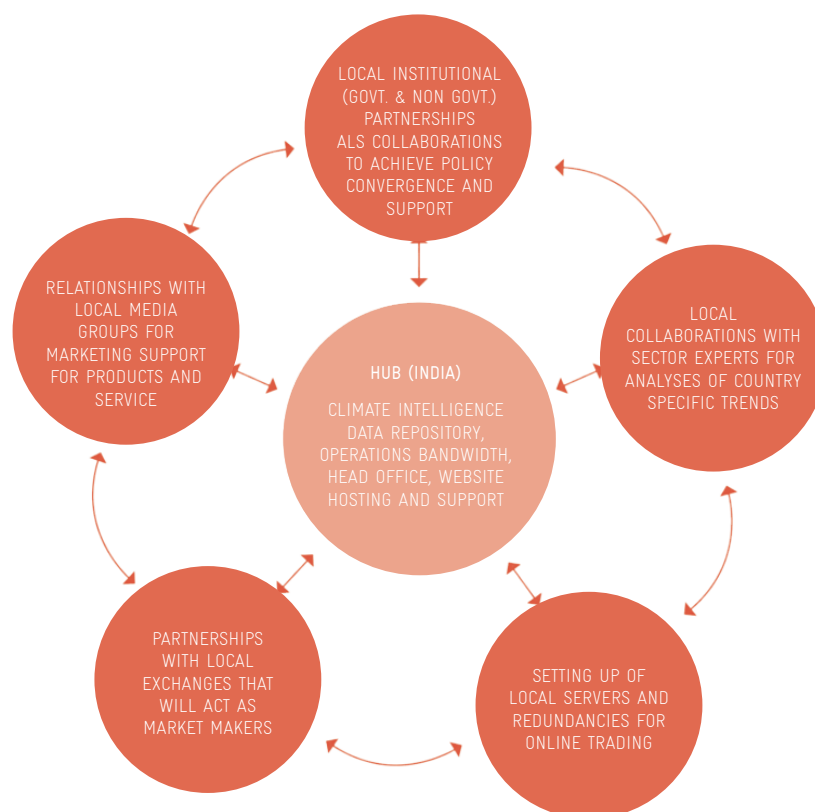 LOCAL INSTITUTIONAL
(GOVT. & NON GOVT.)
PARTNERSHIPS
ALS COLLABORATIONS
TO ACHIEVE POLICY
CONVERGENCE AND
SUPPORT
RELATIONSHIPS WITH
LOCAL MEDIA
GROUPS FOR
MARKETING SUPPORT
FOR PRODUCTS AND
SERVICE
LOCAL
COLLABORATIONS WITH
SECTOR EXPERTS FOR
ANALYSES OF COUNTRY
SPECIFIC TRENDS
HUB (INDIA)
CLIMATE INTELLIGENCE
DATA REPOSITORY,
OPERATIONS BANDWIDTH,
HEAD OFFICE, WEBSITE
HOSTING AND SUPPORT
PARTNERSHIPS
WITH LOCAL
EXCHANGES THAT
WILL ACT AS
MARKET MAKERS
SETTING UP OF
LOCAL SERVERS AND
REDUNDANCIES FOR
ONLINE TRADING